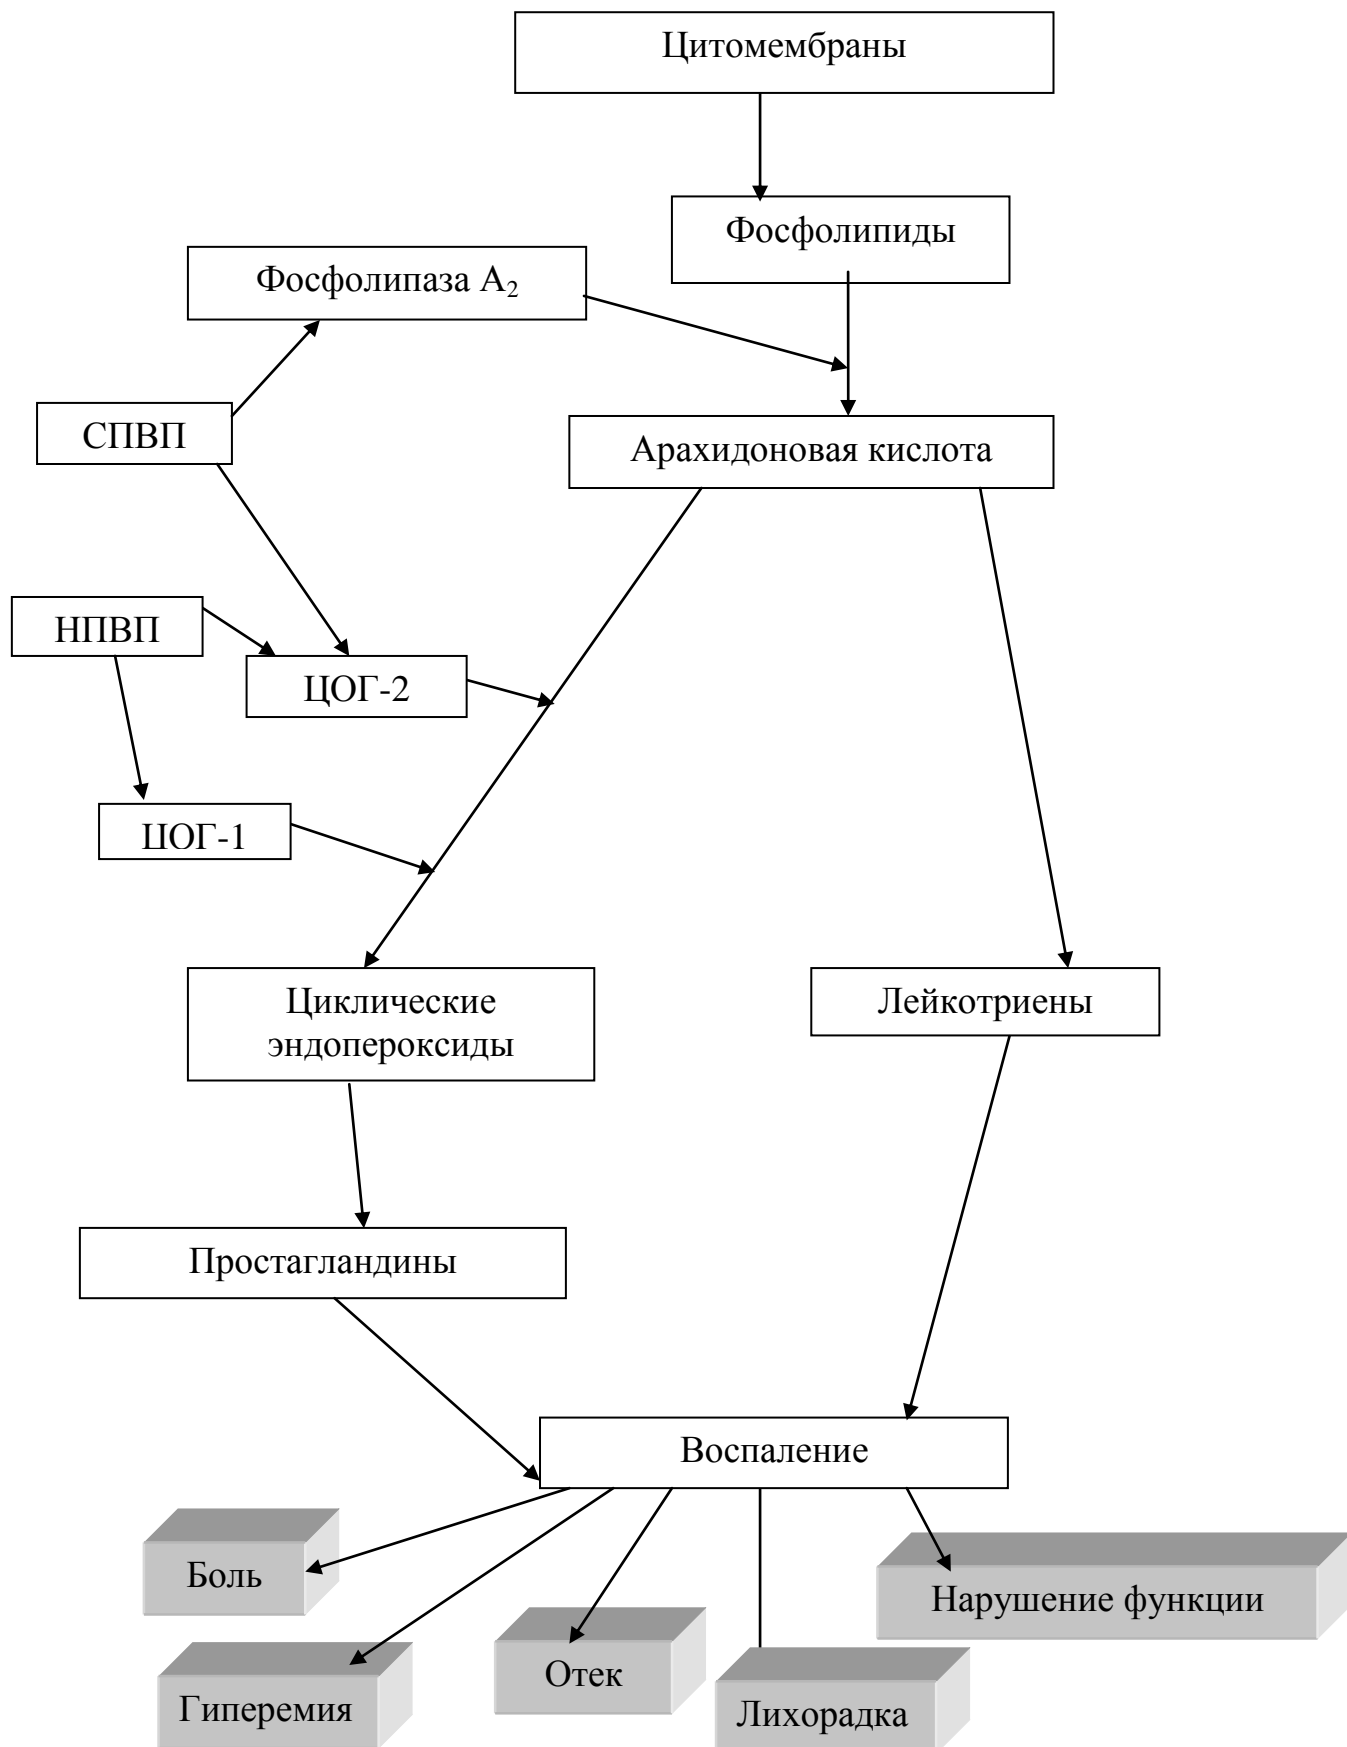 Цитомембраны
Фосфолипиды
Фосфолипаза А₂
СПВП
Арахидоновая кислота
НПВП
ЦОГ-2
ЦОГ-1
Циклические
эндопероксиды
Лейкотриены
Простагландины
Воспаление
Боль
Нарушение функции
Отек
Гиперемия
Лихорадка